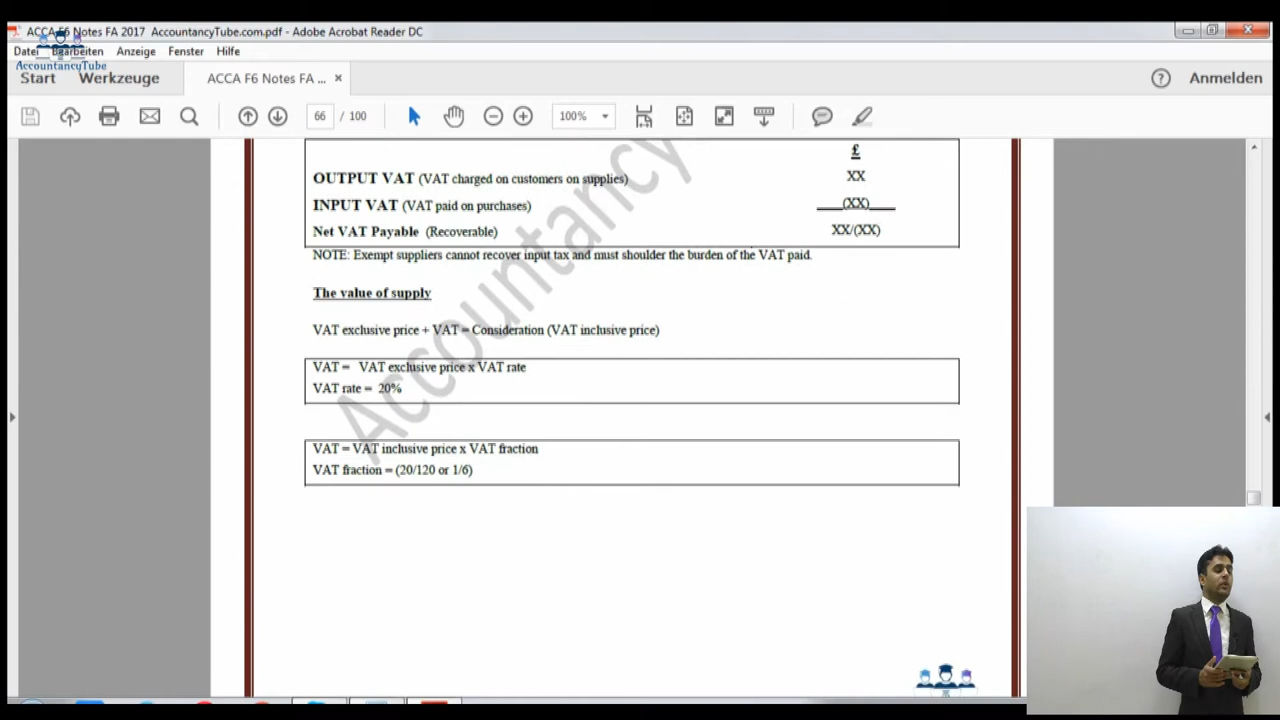 ACCA F6 Notes FA 2017 AccountancyTube.com.pdf - Adobe Acrobat Reader DC
Datei Bearbeiten Anzeige Fenster Hilfe
AccountancyTube
Start Werkzeuge ACCA F6 Notes FA ... × Anmelden
66 / 100 100%
£
OUTPUT VAT (VAT charged on customers on supplies) XX
INPUT VAT (VAT paid on purchases) (XX)
Net VAT Payable (Recoverable) XX/(XX)
NOTE: Exempt suppliers cannot recover input tax and must shoulder the burden of the VAT paid.
The value of supply
VAT exclusive price + VAT = Consideration (VAT inclusive price)
VAT = VAT exclusive price x VAT rate
VAT rate = 20%
VAT = VAT inclusive price x VAT fraction
VAT fraction = (20/120 or 1/6)
Accountancy